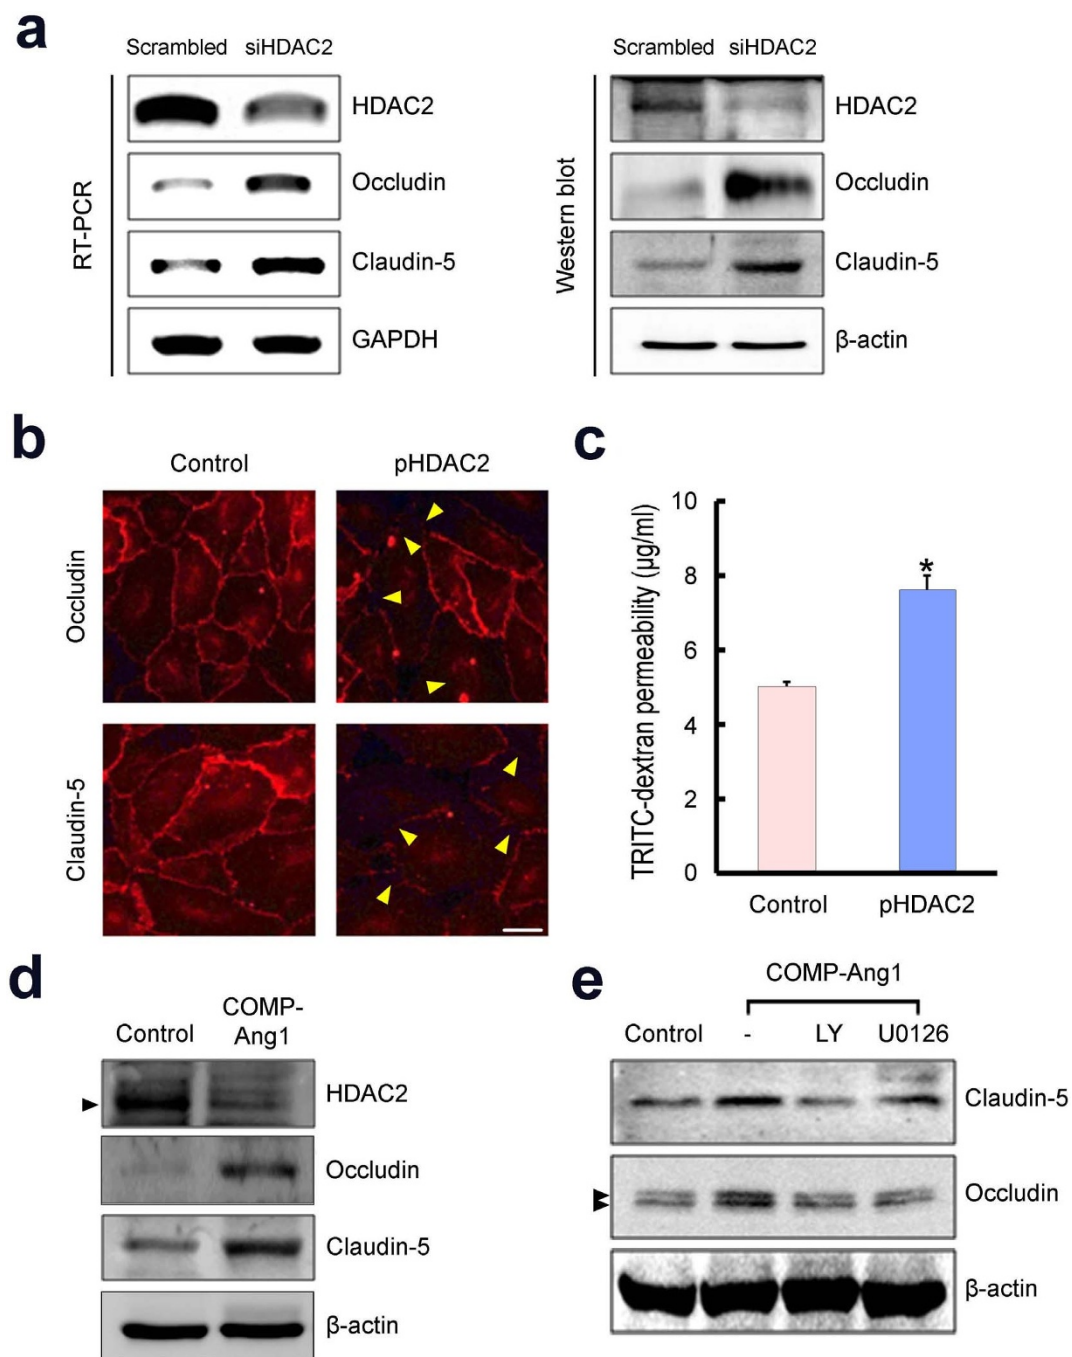 a
Scrambled siHDAC2
RT-PCR
HDAC2
Occludin
Claudin-5
GAPDH
Scrambled siHDAC2
Western blot
HDAC2
Occludin
Claudin-5
β-actin
b
Control pHDAC2
Occludin
Claudin-5
c
TRITC-dextran permeability (μg/ml)
10
8
6
4
2
0
*
Control pHDAC2
d
Control COMP-
Ang1
HDAC2
Occludin
Claudin-5
β-actin
e
COMP-Ang1
Control - LY U0126
Claudin-5
Occludin
β-actin